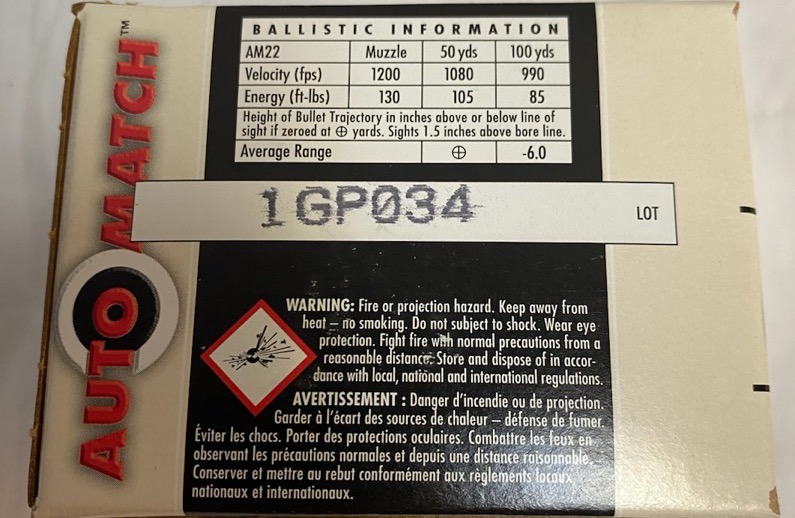 AUTO MATCH™
BALLISTIC INFORMATION
AM22 Muzzle 50 yds 100 yds
Velocity (fps) 1200 1080 990
Energy (ft-lbs) 130 105 85
Height of Bullet Trajectory in inches above or below line of
sight if zeroed at ⊕ yards. Sights 1.5 inches above bore line.
Average Range ⊕ -6.0
1GP034 LOT
WARNING: Fire or projection hazard. Keep away from
heat – no smoking. Do not subject to shock. Wear eye
protection. Fight fire with normal precautions from a
reasonable distance. Store and dispose of in accor-
dance with local, national and international regulations.
AVERTISSEMENT : Danger d'incendie ou de projection.
Garder à l'écart des sources de chaleur – défense de fumer.
Éviter les chocs. Porter des protections oculaires. Combattre les feux en
observant les précautions normales et depuis une distance raisonnable.
Conserver et mettre au rebut conformément aux règlements locaux
nationaux et internationaux.